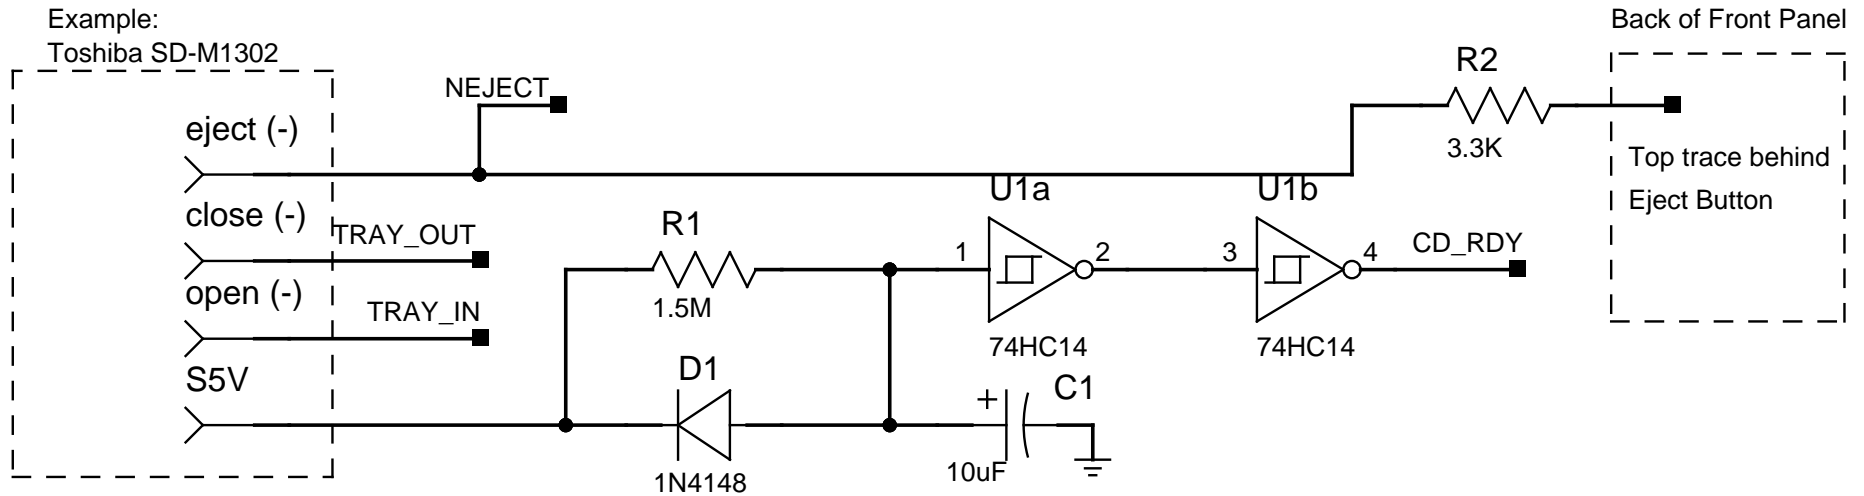 Example:
Toshiba SD-M1302
Back of Front Panel
R2
3.3K
NEJECT
eject (-)
Top trace behind
Eject Button
U1a
U1b
close (-)
TRAY_OUT
R1
1.5M
1
2
3
4
CD_RDY
open (-)
TRAY_IN
74HC14
74HC14
S5V
D1
1N4148
+
C1
10uF